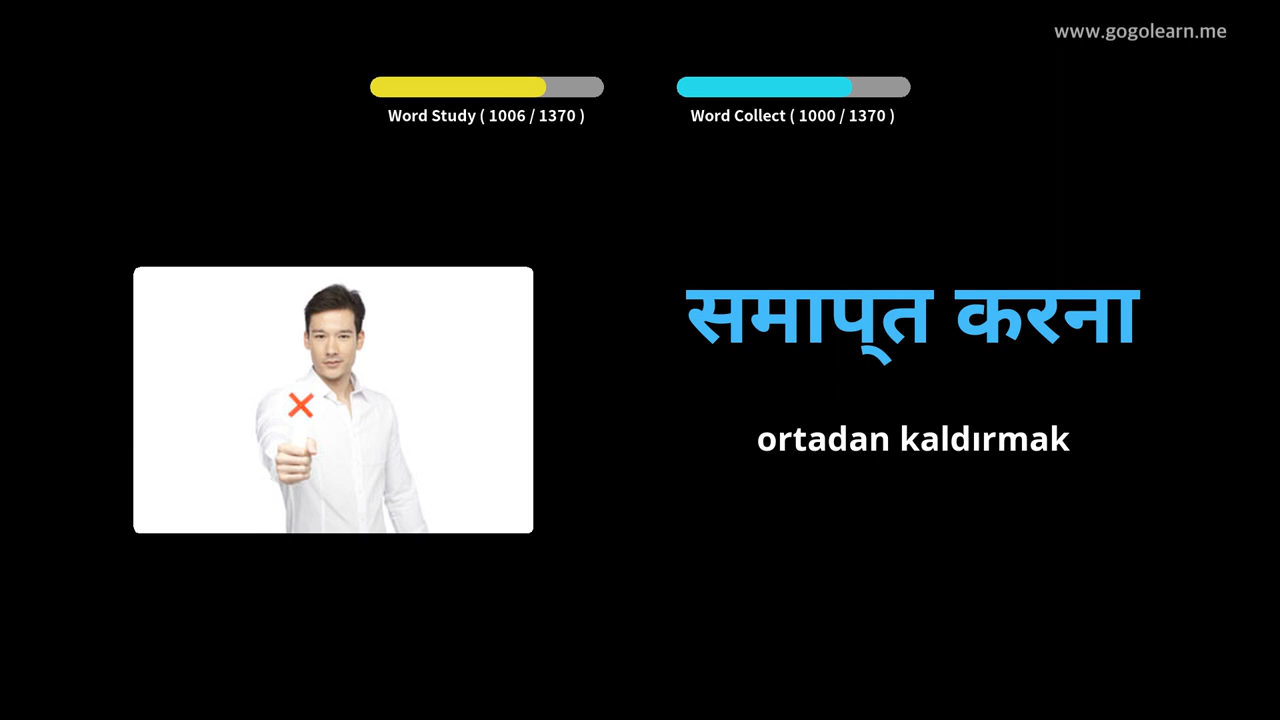 www.gogolearn.me
Word Study ( 1006 / 1370 )
Word Collect ( 1000 / 1370 )
समाप्त करना
ortadan kaldırmak